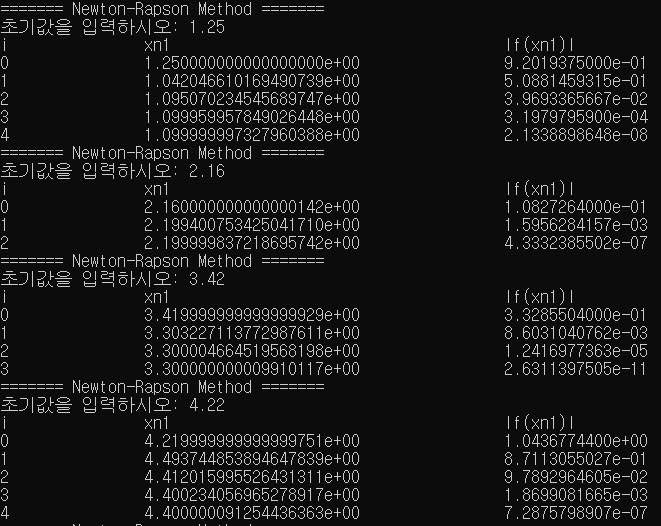 ======= Newton-Rapson Method =======
초기값을 입력하시오: 1.25
i xn1 |f(xn1)|
0 1.250000000000000000e+00 9.2019375000e-01
1 1.042046610169490739e+00 5.0881459315e-01
2 1.095070234545689747e+00 3.9693365667e-02
3 1.099959957849026448e+00 3.1979795900e-04
4 1.099999997327960388e+00 2.1338898648e-08
======= Newton-Rapson Method =======
초기값을 입력하시오: 2.16
i xn1 |f(xn1)|
0 2.160000000000000142e+00 1.0827264000e-01
1 2.199400753425041710e+00 1.5956284157e-03
2 2.199999837218695742e+00 4.3332385502e-07
======= Newton-Rapson Method =======
초기값을 입력하시오: 3.42
i xn1 |f(xn1)|
0 3.419999999999999929e+00 3.3285504000e-01
1 3.303227113772987611e+00 8.6031040762e-03
2 3.300004664519568198e+00 1.2416977363e-05
3 3.300000000009910117e+00 2.6311397505e-11
======= Newton-Rapson Method =======
초기값을 입력하시오: 4.22
i xn1 |f(xn1)|
0 4.219999999999999751e+00 1.0436774400e+00
1 4.493744853894647839e+00 8.7113055027e-01
2 4.412015995526431311e+00 9.7892964605e-02
3 4.400234056965278917e+00 1.8699081665e-03
4 4.400000091254436363e+00 7.2875798907e-07